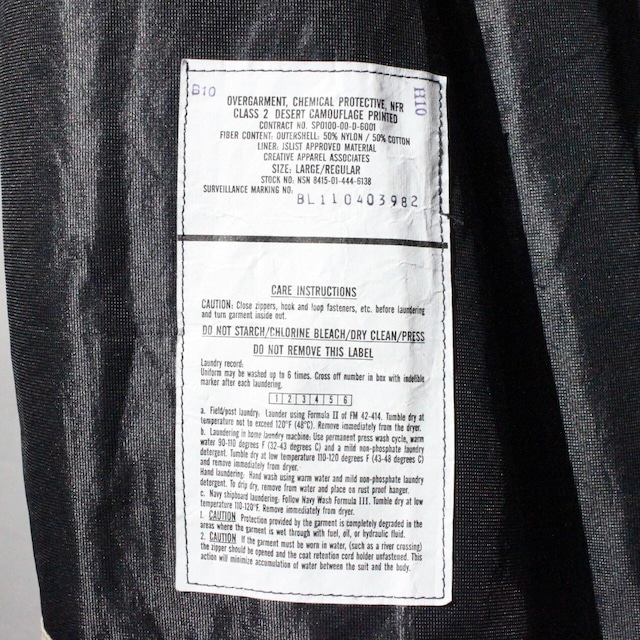 B10
H10
OVERGARMENT, CHEMICAL PROTECTIVE, NFR
CLASS 2 DESERT CAMOUFLAGE PRINTED
CONTRACT NO. SPO100-00-D-6001
FIBER CONTENT: OUTERSHELL: 50% NYLON / 50% COTTON
LINER: JSLIST APPROVED MATERIAL
CREATIVE APPAREL ASSOCIATES
SIZE: LARGE/REGULAR
STOCK NO. NSN 8415-01-444-6138
SURVEILLANCE MARKING NO:
BL110403982
CARE INSTRUCTIONS
CAUTION: Close zippers, hook and loop fasteners, etc. before laundering
and turn garment inside out.
DO NOT STARCH/CHLORINE BLEACH/DRY CLEAN/PRESS
DO NOT REMOVE THIS LABEL
Laundry record:
Uniform may be washed up to 6 times. Cross off number in box with indelible
marker after each laundering.
1 2 3 4 5 6
a. Field/post laundry: Launder using Formula II of FM 42-414. Tumble dry at
temperature not to exceed 120°F (48°C). Remove immediately from the dryer.
b. Laundering in home laundry machine: Use permanent press wash cycle, warm
water 90-110 degrees F (32-43 degrees C) and a mild non-phosphate laundry
detergent. Tumble dry at low temperature 110-120 degrees F (43-48 degrees C)
and remove immediately from dryer.
Hand laundering: Hand wash using warm water and mild non-phosphate laundry
detergent. To drip dry, remove from water and place on rust proof hanger.
c. Navy shipboard laundering: Follow Navy Wash Formula III. Tumble dry at low
temperature 110-120°F. Remove immediately from dryer.
1. CAUTION Protection provided by the garment is completely degraded in the
areas where the garment is wet through with fuel, oil, or hydraulic fluid.
2. CAUTION If the garment must be worn in water, (such as a river crossing)
the zipper should be opened and the coat retention cord holder unfastened. This
action will minimize accumulation of water between the suit and the body.